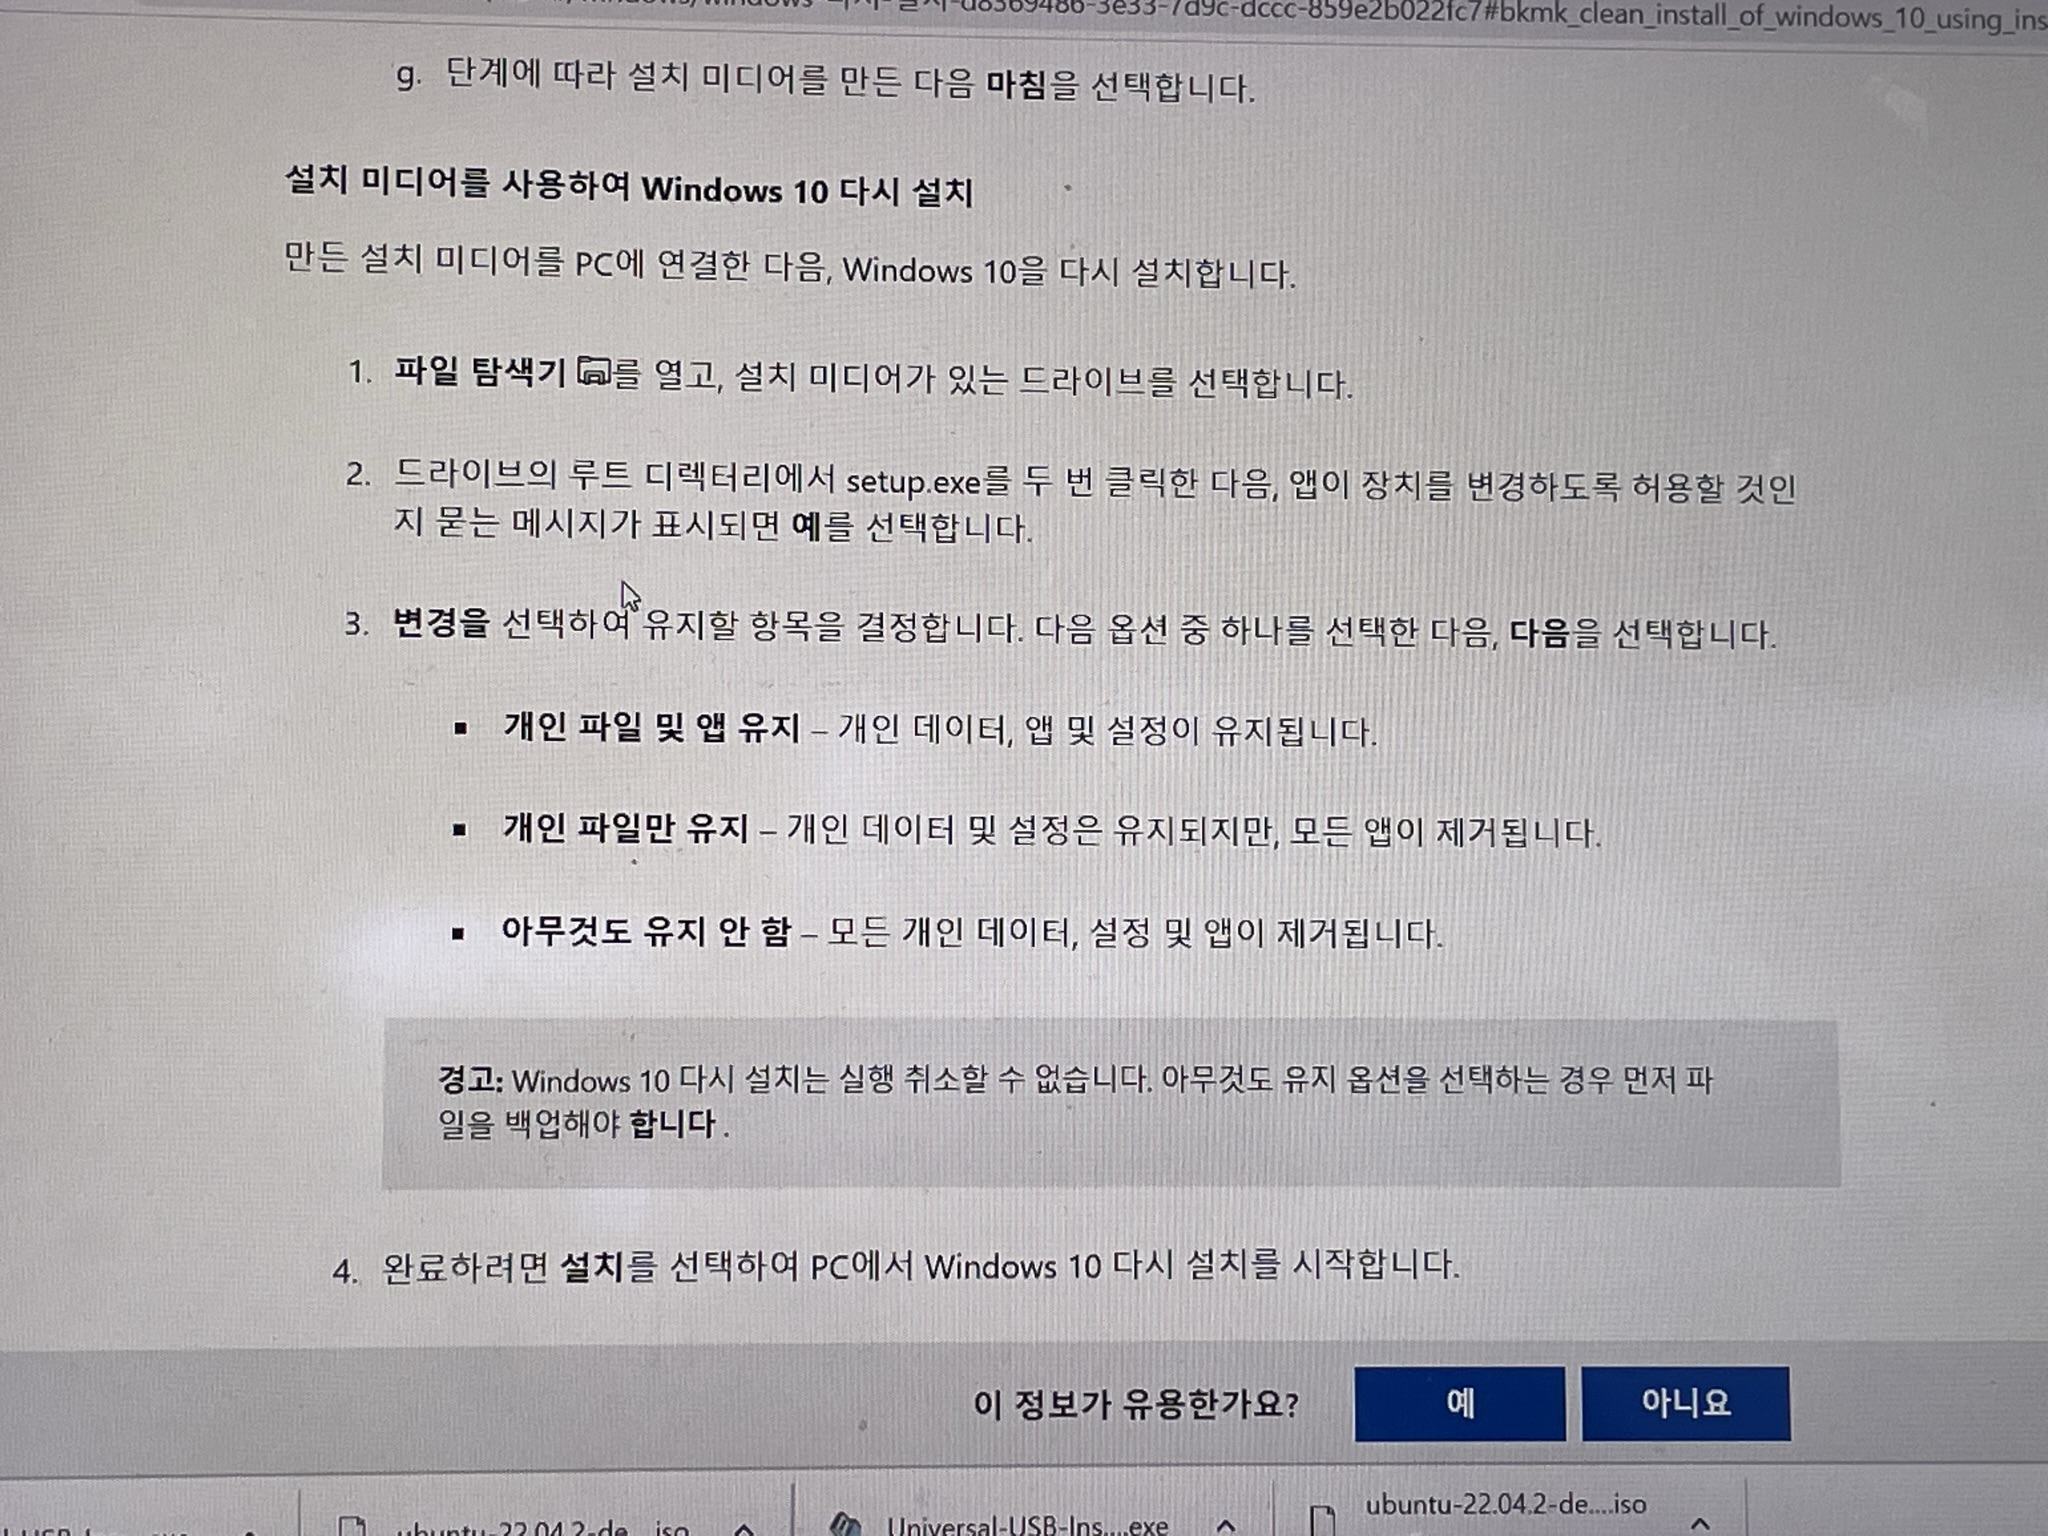 d8369486-3e33-7d9c-dccc-859e2b022fc7#bkmk_clean_install_of_windows_10_using_ins
g. 단계에 따라 설치 미디어를 만든 다음 마침을 선택합니다.
설치 미디어를 사용하여 Windows 10 다시 설치
만든 설치 미디어를 PC에 연결한 다음, Windows 10을 다시 설치합니다.
1. 파일 탐색기 를 열고, 설치 미디어가 있는 드라이브를 선택합니다.
2. 드라이브의 루트 디렉터리에서 setup.exe를 두 번 클릭한 다음, 앱이 장치를 변경하도록 허용할 것인
지 묻는 메시지가 표시되면 예를 선택합니다.
3. 변경을 선택하여 유지할 항목을 결정합니다. 다음 옵션 중 하나를 선택한 다음, 다음을 선택합니다.
▪ 개인 파일 및 앱 유지 – 개인 데이터, 앱 및 설정이 유지됩니다.
▪ 개인 파일만 유지 – 개인 데이터 및 설정은 유지되지만, 모든 앱이 제거됩니다.
▪ 아무것도 유지 안 함 – 모든 개인 데이터, 설정 및 앱이 제거됩니다.
경고: Windows 10 다시 설치는 실행 취소할 수 없습니다. 아무것도 유지 옵션을 선택하는 경우 먼저 파
일을 백업해야 합니다 .
4. 완료하려면 설치를 선택하여 PC에서 Windows 10 다시 설치를 시작합니다.
이 정보가 유용한가요? 예 아니요
ubuntu-22.04.2-de....iso Universal-USB-Ins....exe ubuntu-22.04.2-de....iso